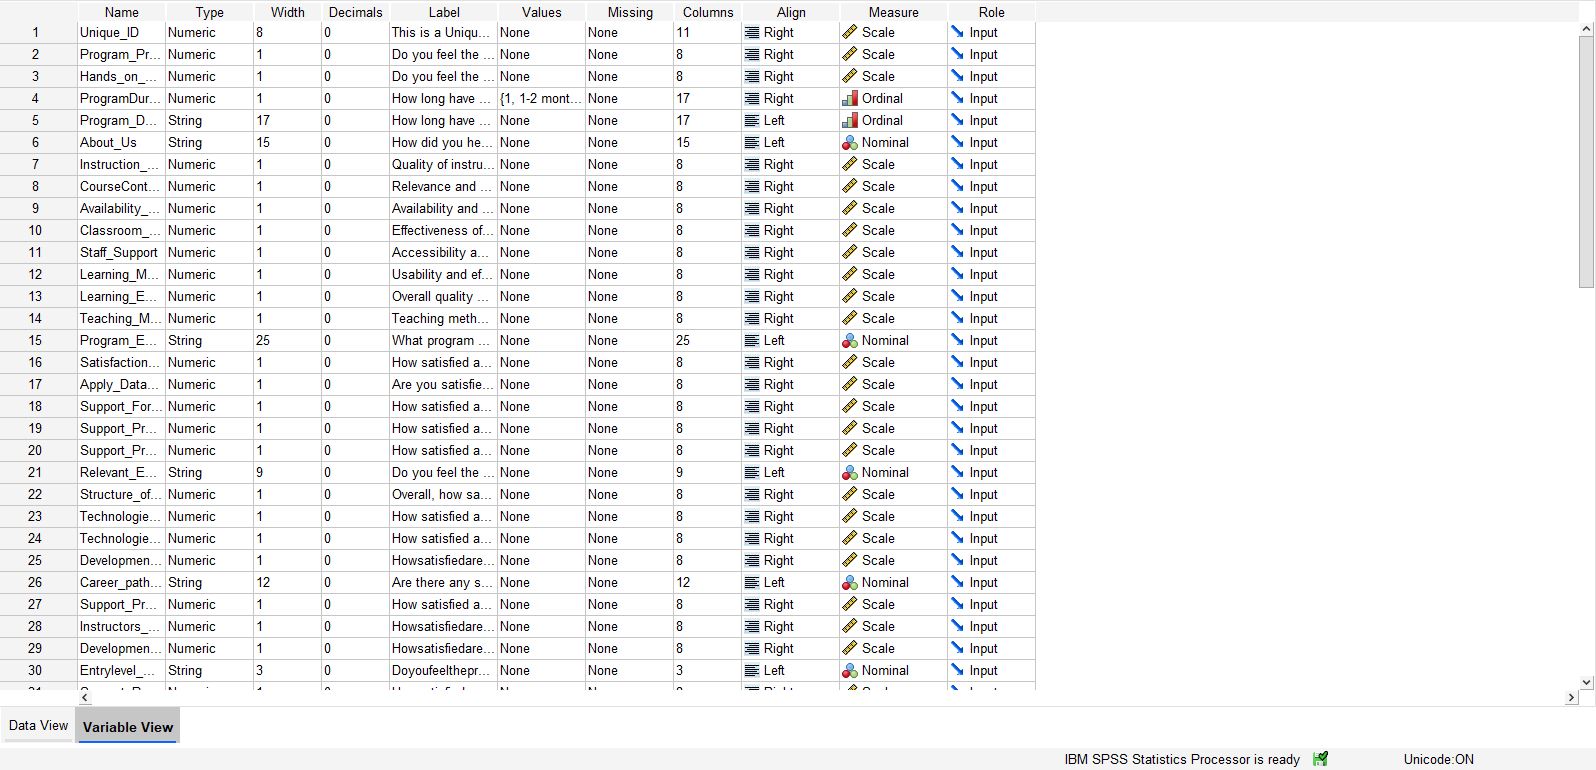 Name Type Width Decimals Label Values Missing Columns Align Measure Role
1 Unique_ID Numeric 8 0 This is a Uniqu... None None 11 Right Scale Input
2 Program_Pr... Numeric 1 0 Do you feel the ... None None 8 Right Scale Input
3 Hands_on_... Numeric 1 0 Do you feel the ... None None 8 Right Scale Input
4 ProgramDur... Numeric 1 0 How long have ... {1, 1-2 mont... None 17 Right Ordinal Input
5 Program_D... String 17 0 How long have ... None None 17 Left Ordinal Input
6 About_Us String 15 0 How did you he... None None 15 Left Nominal Input
7 Instruction_... Numeric 1 0 Quality of instru... None None 8 Right Scale Input
8 CourseCont... Numeric 1 0 Relevance and ... None None 8 Right Scale Input
9 Availability_... Numeric 1 0 Availability and ... None None 8 Right Scale Input
10 Classroom_... Numeric 1 0 Effectiveness of... None None 8 Right Scale Input
11 Staff_Support Numeric 1 0 Accessibility a... None None 8 Right Scale Input
12 Learning_M... Numeric 1 0 Usability and ef... None None 8 Right Scale Input
13 Learning_E... Numeric 1 0 Overall quality ... None None 8 Right Scale Input
14 Teaching_M... Numeric 1 0 Teaching meth... None None 8 Right Scale Input
15 Program_E... String 25 0 What program ... None None 25 Left Nominal Input
16 Satisfaction... Numeric 1 0 How satisfied a... None None 8 Right Scale Input
17 Apply_Data... Numeric 1 0 Are you satisfie... None None 8 Right Scale Input
18 Support_For... Numeric 1 0 How satisfied a... None None 8 Right Scale Input
19 Support_Pr... Numeric 1 0 How satisfied a... None None 8 Right Scale Input
20 Support_Pr... Numeric 1 0 How satisfied a... None None 8 Right Scale Input
21 Relevant_E... String 9 0 Do you feel the ... None None 9 Left Nominal Input
22 Structure_of... Numeric 1 0 Overall, how sa... None None 8 Right Scale Input
23 Technologie... Numeric 1 0 How satisfied a... None None 8 Right Scale Input
24 Technologie... Numeric 1 0 How satisfied a... None None 8 Right Scale Input
25 Developmen... Numeric 1 0 Howsatisfiedare... None None 8 Right Scale Input
26 Career_path... String 12 0 Are there any s... None None 12 Left Nominal Input
27 Support_Pr... Numeric 1 0 How satisfied a... None None 8 Right Scale Input
28 Instructors_... Numeric 1 0 Howsatisfiedare... None None 8 Right Scale Input
29 Developmen... Numeric 1 0 Howsatisfiedare... None None 8 Right Scale Input
30 Entrylevel_... String 3 0 Doyoufeelthepr... None None 3 Left Nominal Input
Data View Variable View
IBM SPSS Statistics Processor is ready Unicode:ON